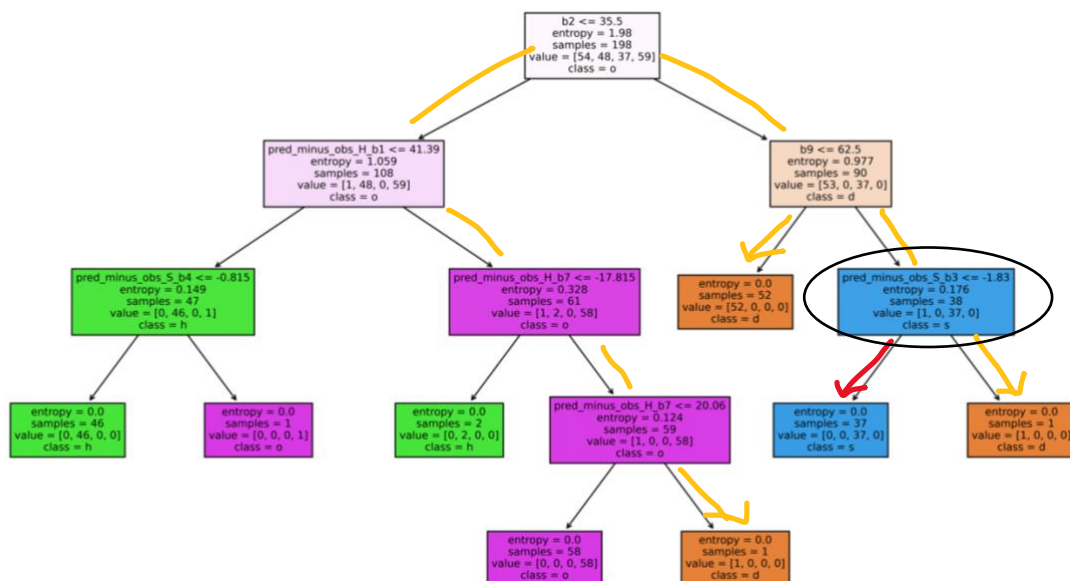 b2 <= 35.5
entropy = 1.98
samples = 198
value = [54, 48, 37, 59]
class = o
pred_minus_obs_H_b1 <= 41.39
entropy = 1.059
samples = 108
value = [1, 48, 0, 59]
class = o
b9 <= 62.5
entropy = 0.977
samples = 90
value = [53, 0, 37, 0]
class = d
pred_minus_obs_S_b4 <= -0.815
entropy = 0.149
samples = 47
value = [0, 46, 0, 1]
class = h
pred_minus_obs_H_b7 <= -17.815
entropy = 0.328
samples = 61
value = [1, 2, 0, 58]
class = o
entropy = 0.0
samples = 52
value = [52, 0, 0, 0]
class = d
pred_minus_obs_S_b3 <= -1.83
entropy = 0.176
samples = 38
value = [1, 0, 37, 0]
class = s
entropy = 0.0
samples = 46
value = [0, 46, 0, 0]
class = h
entropy = 0.0
samples = 1
value = [0, 0, 0, 1]
class = o
entropy = 0.0
samples = 2
value = [0, 2, 0, 0]
class = h
pred_minus_obs_H_b7 <= 20.06
entropy = 0.124
samples = 59
value = [1, 0, 0, 58]
class = o
entropy = 0.0
samples = 37
value = [0, 0, 37, 0]
class = s
entropy = 0.0
samples = 1
value = [1, 0, 0, 0]
class = d
entropy = 0.0
samples = 58
value = [0, 0, 0, 58]
class = o
entropy = 0.0
samples = 1
value = [1, 0, 0, 0]
class = d